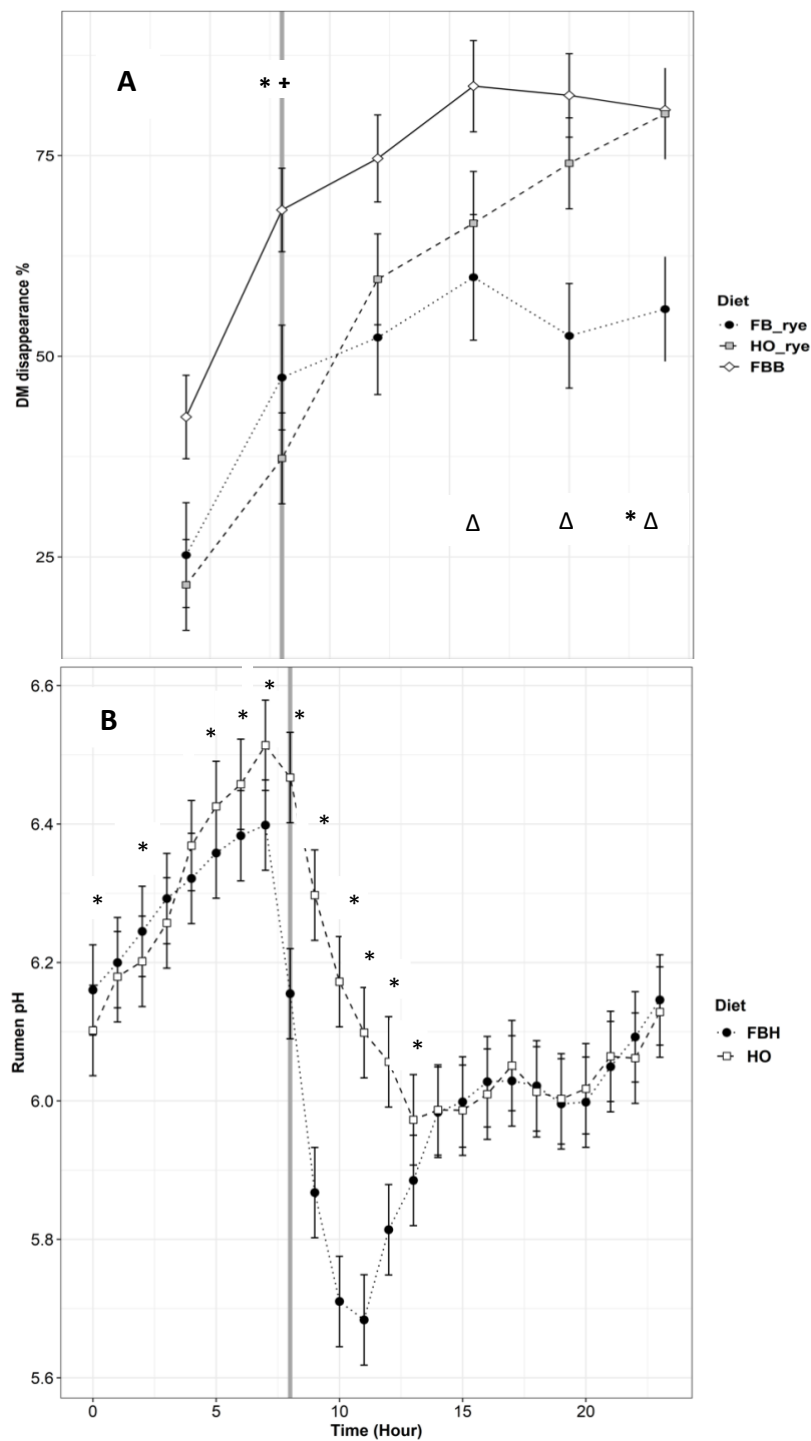 A
* +
75
50
25
DM disappearance %
Diet
FB_rye
HO_rye
FBB
Δ Δ * Δ
B
* * * * * * * * * * * *
6.6
6.4
6.2
6.0
5.8
5.6
Rumen pH
Diet
FBH
HO
0 5 10 15 20
Time (Hour)